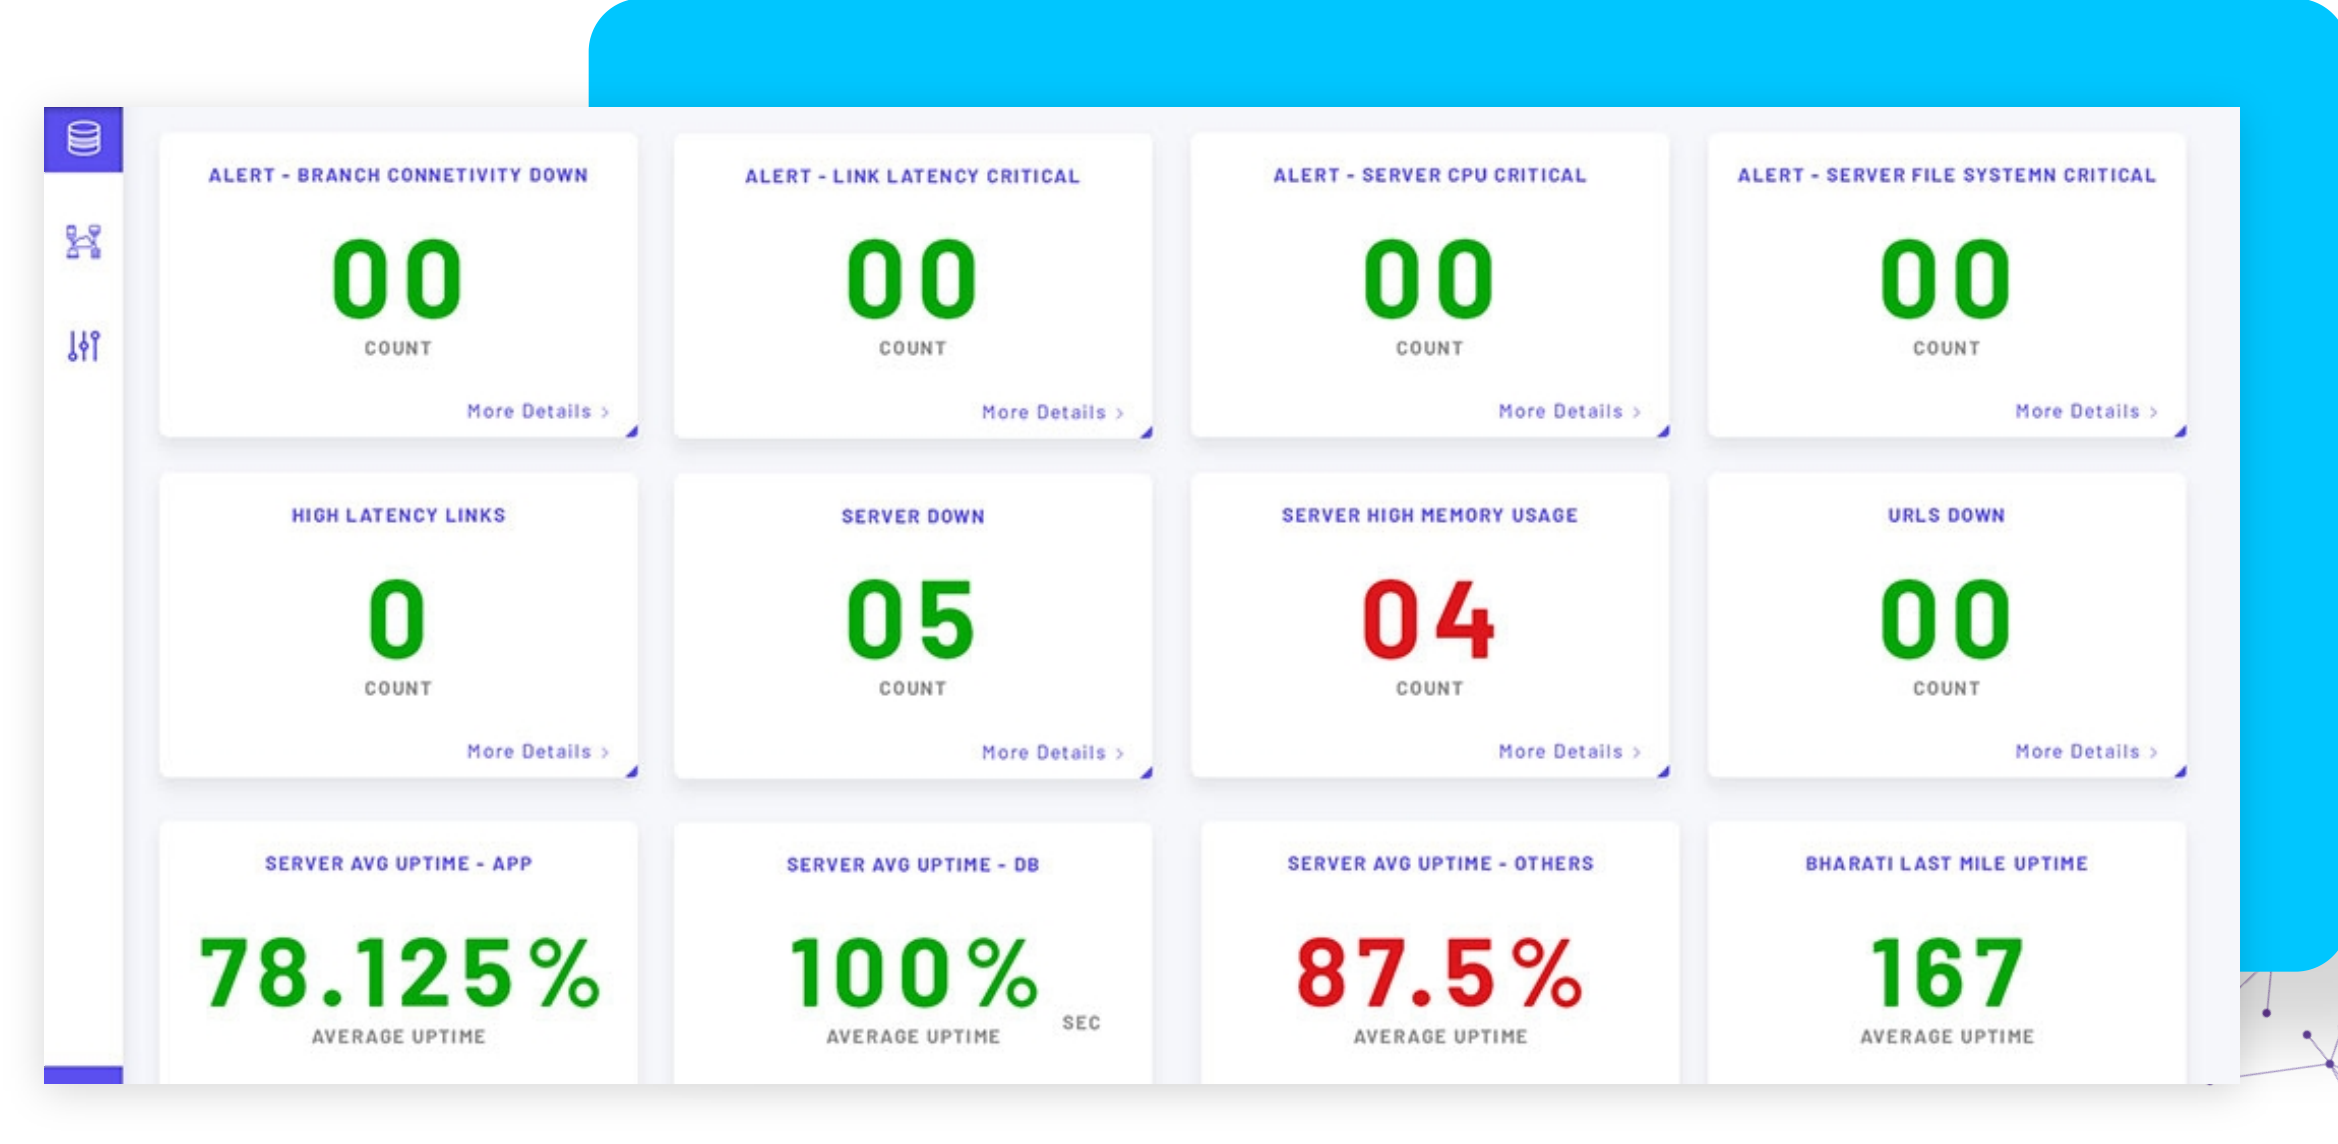 ALERT - BRANCH CONNETIVITY DOWN
00
COUNT
More Details >
ALERT - LINK LATENCY CRITICAL
00
COUNT
More Details >
ALERT - SERVER CPU CRITICAL
00
COUNT
More Details >
ALERT - SERVER FILE SYSTEMN CRITICAL
00
COUNT
More Details >
HIGH LATENCY LINKS
0
COUNT
More Details >
SERVER DOWN
05
COUNT
More Details >
SERVER HIGH MEMORY USAGE
04
COUNT
More Details >
URLS DOWN
00
COUNT
More Details >
SERVER AVG UPTIME - APP
78.125%
AVERAGE UPTIME
SERVER AVG UPTIME - DB
100%
SEC
AVERAGE UPTIME
SERVER AVG UPTIME - OTHERS
87.5%
AVERAGE UPTIME
BHARATI LAST MILE UPTIME
167
AVERAGE UPTIME